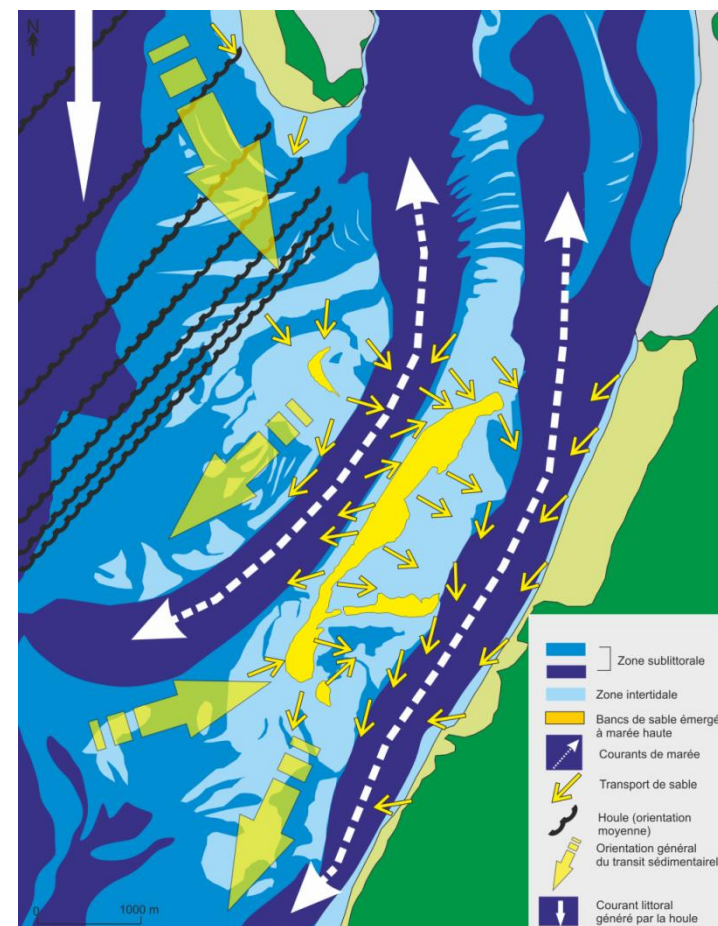 N
Zone sublittorale
Zone intertidale
Bancs de sable émergé
à marée haute
Courants de marée
Transport de sable
Houle (orientation
moyenne)
Orientation général
du transit sédimentaire
Courant littoral
généré par la houle
0 1000 m